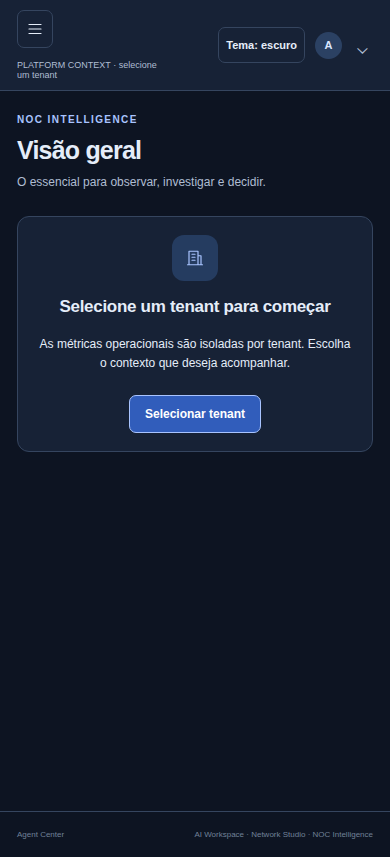 PLATFORM CONTEXT · selecione
um tenant
Tema: escuro
A
NOC INTELLIGENCE
Visão geral
O essencial para observar, investigar e decidir.
Selecione um tenant para começar
As métricas operacionais são isoladas por tenant. Escolha
o contexto que deseja acompanhar.
Selecionar tenant
Agent Center
AI Workspace · Network Studio · NOC Intelligence